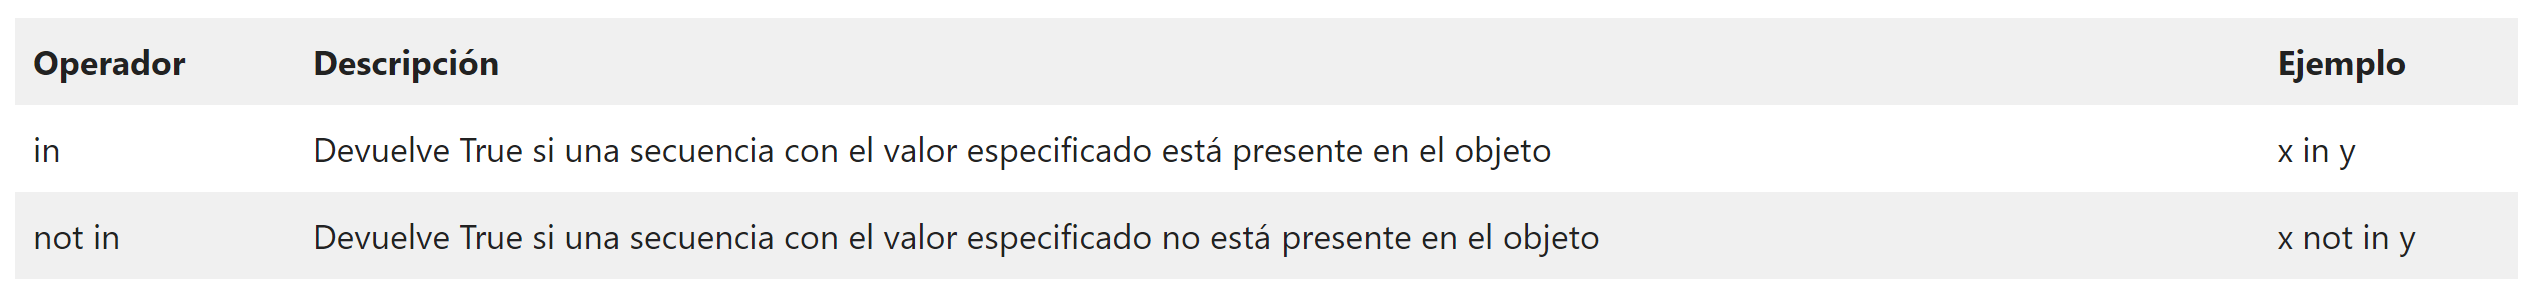 Operador Descripción Ejemplo
in Devuelve True si una secuencia con el valor especificado está presente en el objeto x in y
not in Devuelve True si una secuencia con el valor especificado no está presente en el objeto x not in y